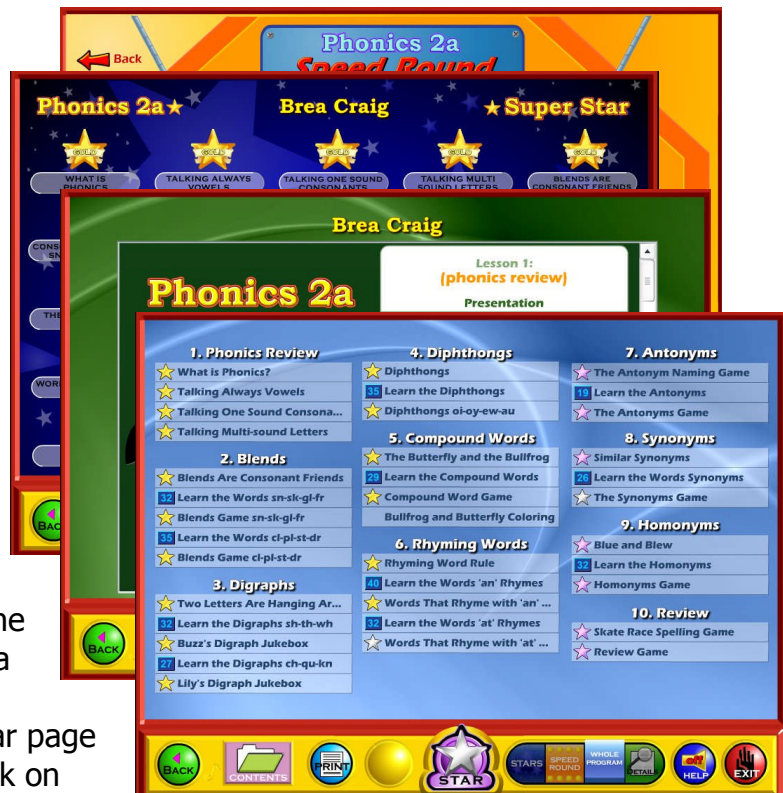 Phonics 2a
Back
Speed Round
Phonics 2a
Brea Craig
Super Star
GOLD
GOLD
GOLD
GOLD
GOLD
WHAT IS
PHONICS
TALKING ALWAYS
VOWELS
TALKING ONE SOUND
CONSONANTS
TALKING MULTI
SOUND LETTERS
BLENDS ARE
CONSONANT FRIENDS
Brea Craig
Phonics 2a
Lesson 1:
(phonics review)
Presentation
1. Phonics Review
What is Phonics?
Talking Always Vowels
Talking One Sound Consona...
Talking Multi-sound Letters
2. Blends
Blends Are Consonant Friends
32 Learn the Words sn-sk-gl-fr
Blends Game sn-sk-gl-fr
35 Learn the Words cl-pl-st-dr
Blends Game cl-pl-st-dr
3. Digraphs
Two Letters Are Hanging Ar...
32 Learn the Digraphs sh-th-wh
Buzz's Digraph Jukebox
27 Learn the Digraphs ch-qu-kn
Lily's Digraph Jukebox
4. Diphthongs
Diphthongs
35 Learn the Diphthongs
Diphthongs oi-oy-ew-au
5. Compound Words
The Butterfly and the Bullfrog
29 Learn the Compound Words
Compound Word Game
Bullfrog and Butterfly Coloring
6. Rhyming Words
Rhyming Word Rule
40 Learn the Words 'an' Rhymes
Words That Rhyme with 'an' ...
32 Learn the Words 'at' Rhymes
Words That Rhyme with 'at' ...
7. Antonyms
The Antonym Naming Game
19 Learn the Antonyms
The Antonyms Game
8. Synonyms
Similar Synonyms
26 Learn the Words Synonyms
The Synonyms Game
9. Homonyms
Blue and Blew
32 Learn the Homonyms
Homonyms Game
10. Review
Skate Race Spelling Game
Review Game
BACK
CONTENTS
PRINT
STAR
STARS
SPEED
ROUND
WHOLE
PROGRAM
DETAIL
off
HELP
EXIT
BACK
a
page
k on